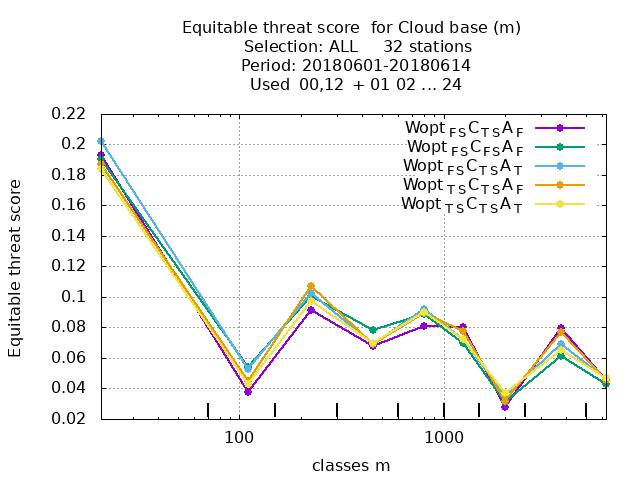 Equitable threat score  for Cloud base (m)
Selection: ALL     32 stations
Period: 20180601-20180614
Used  00,12  + 01 02 ... 24
0.22
0.2
0.18
0.16
0.14
0.12
0.1
0.08
0.06
0.04
0.02
Equitable threat score
Wopt FS C TS A F
Wopt FS C FS A F
Wopt FS C TS A T
Wopt TS C TS A F
Wopt TS C TS A T
100
1000
classes m